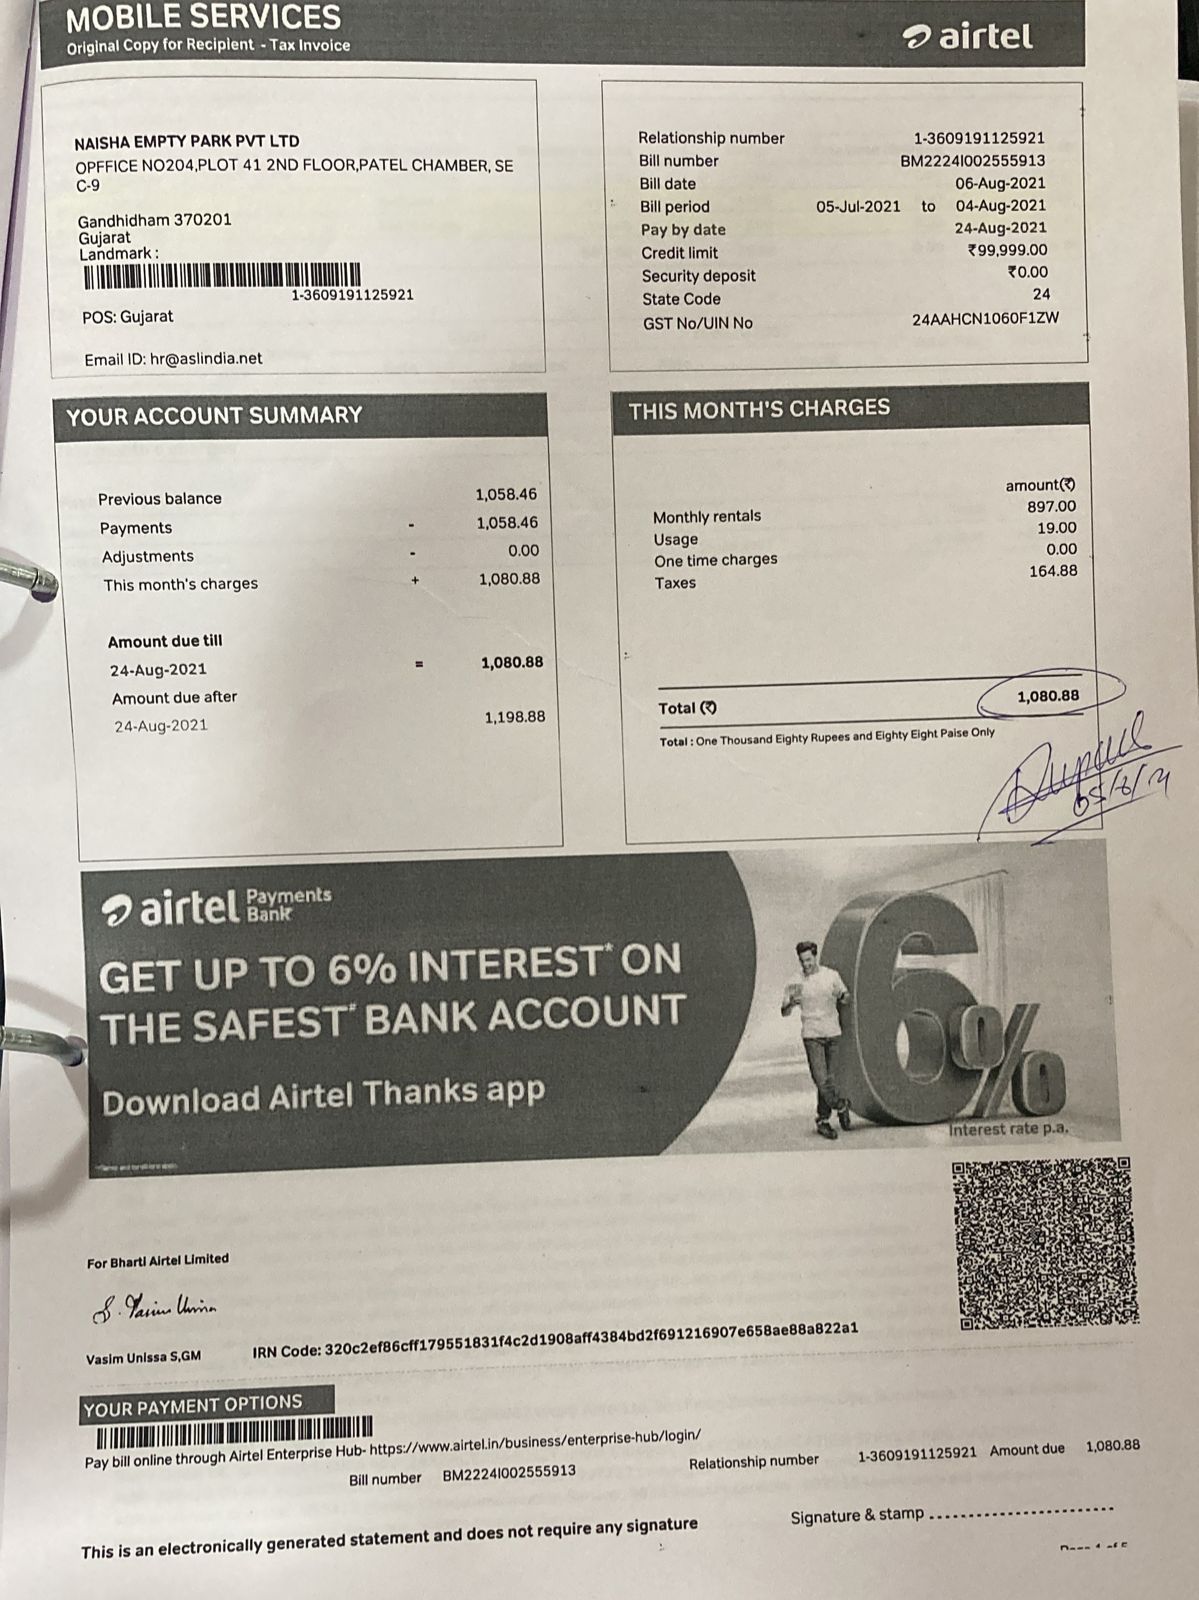 MOBILE SERVICES
Original Copy for Recipient - Tax Invoice
airtel
NAISHA EMPTY PARK PVT LTD
OPFFICE NO204,PLOT 41 2ND FLOOR,PATEL CHAMBER, SE
C-9
Gandhidham 370201
Gujarat
Landmark :
1-3609191125921
POS: Gujarat
Email ID: hr@aslindia.net
Relationship number 1-3609191125921
Bill number BM2224I002555913
Bill date 06-Aug-2021
Bill period 05-Jul-2021 to 04-Aug-2021
Pay by date 24-Aug-2021
Credit limit ₹99,999.00
Security deposit ₹0.00
State Code 24
GST No/UIN No 24AAHCN1060F1ZW
YOUR ACCOUNT SUMMARY
Previous balance 1,058.46
Payments - 1,058.46
Adjustments - 0.00
This month's charges + 1,080.88
Amount due till
24-Aug-2021 = 1,080.88
Amount due after
24-Aug-2021 1,198.88
THIS MONTH'S CHARGES
amount(₹)
Monthly rentals 897.00
Usage 19.00
One time charges 0.00
Taxes 164.88
Total (₹) 1,080.88
Total : One Thousand Eighty Rupees and Eighty Eight Paise Only
airtel Payments
Bank
GET UP TO 6% INTEREST* ON
THE SAFEST# BANK ACCOUNT
Download Airtel Thanks app
6%
Interest rate p.a.
For Bharti Airtel Limited
Vasim Unissa S,GM
IRN Code: 320c2ef86cff179551831f4c2d1908aff4384bd2f691216907e658ae88a822a1
YOUR PAYMENT OPTIONS
Pay bill online through Airtel Enterprise Hub- https://www.airtel.in/business/enterprise-hub/login/
Bill number BM2224I002555913 Relationship number 1-3609191125921 Amount due 1,080.88
This is an electronically generated statement and does not require any signature
Signature & stamp